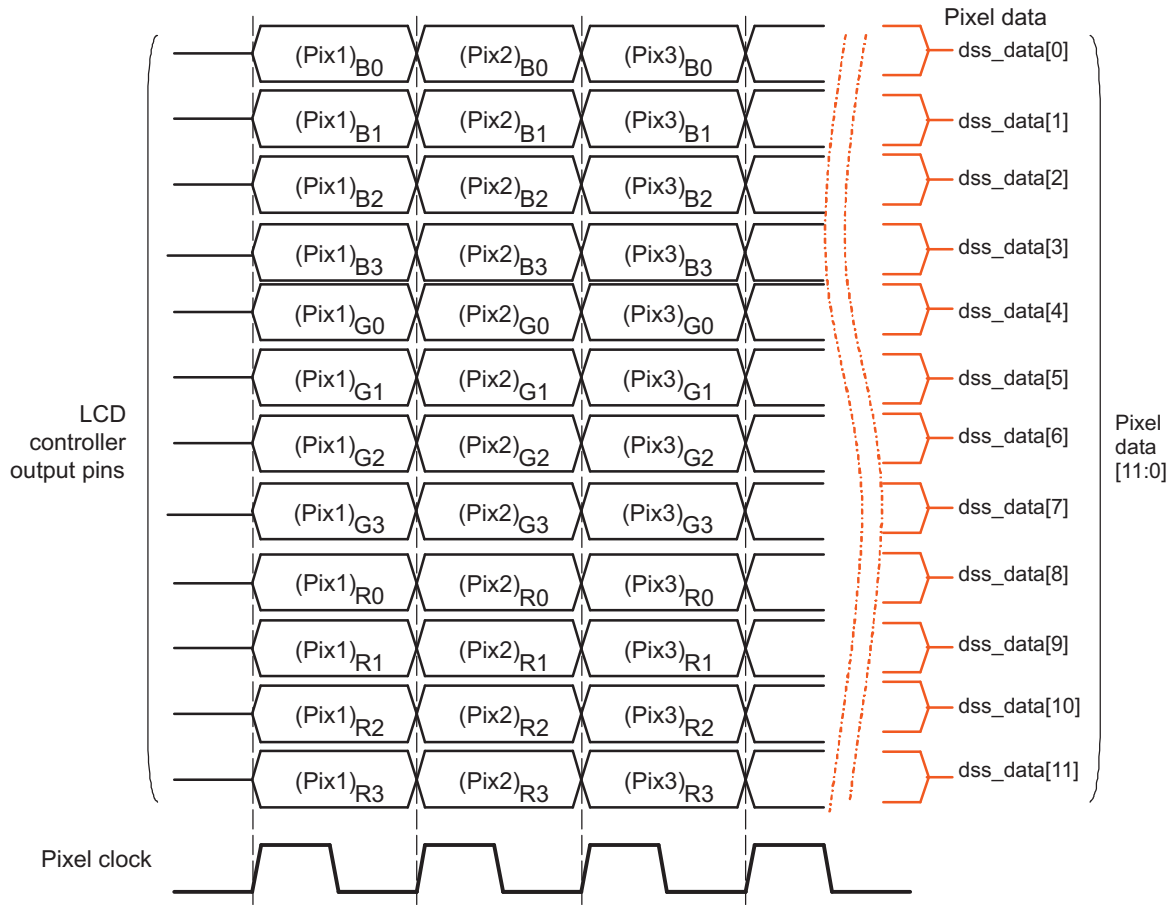 Pixel data
(Pix1)B0 (Pix2)B0 (Pix3)B0 dss_data[0]
(Pix1)B1 (Pix2)B1 (Pix3)B1 dss_data[1]
(Pix1)B2 (Pix2)B2 (Pix3)B2 dss_data[2]
(Pix1)B3 (Pix2)B3 (Pix3)B3 dss_data[3]
(Pix1)G0 (Pix2)G0 (Pix3)G0 dss_data[4]
(Pix1)G1 (Pix2)G1 (Pix3)G1 dss_data[5]
LCD
controller
output pins
(Pix1)G2 (Pix2)G2 (Pix3)G2 dss_data[6]
Pixel
data
[11:0]
(Pix1)G3 (Pix2)G3 (Pix3)G3 dss_data[7]
(Pix1)R0 (Pix2)R0 (Pix3)R0 dss_data[8]
(Pix1)R1 (Pix2)R1 (Pix3)R1 dss_data[9]
(Pix1)R2 (Pix2)R2 (Pix3)R2 dss_data[10]
(Pix1)R3 (Pix2)R3 (Pix3)R3 dss_data[11]
Pixel clock